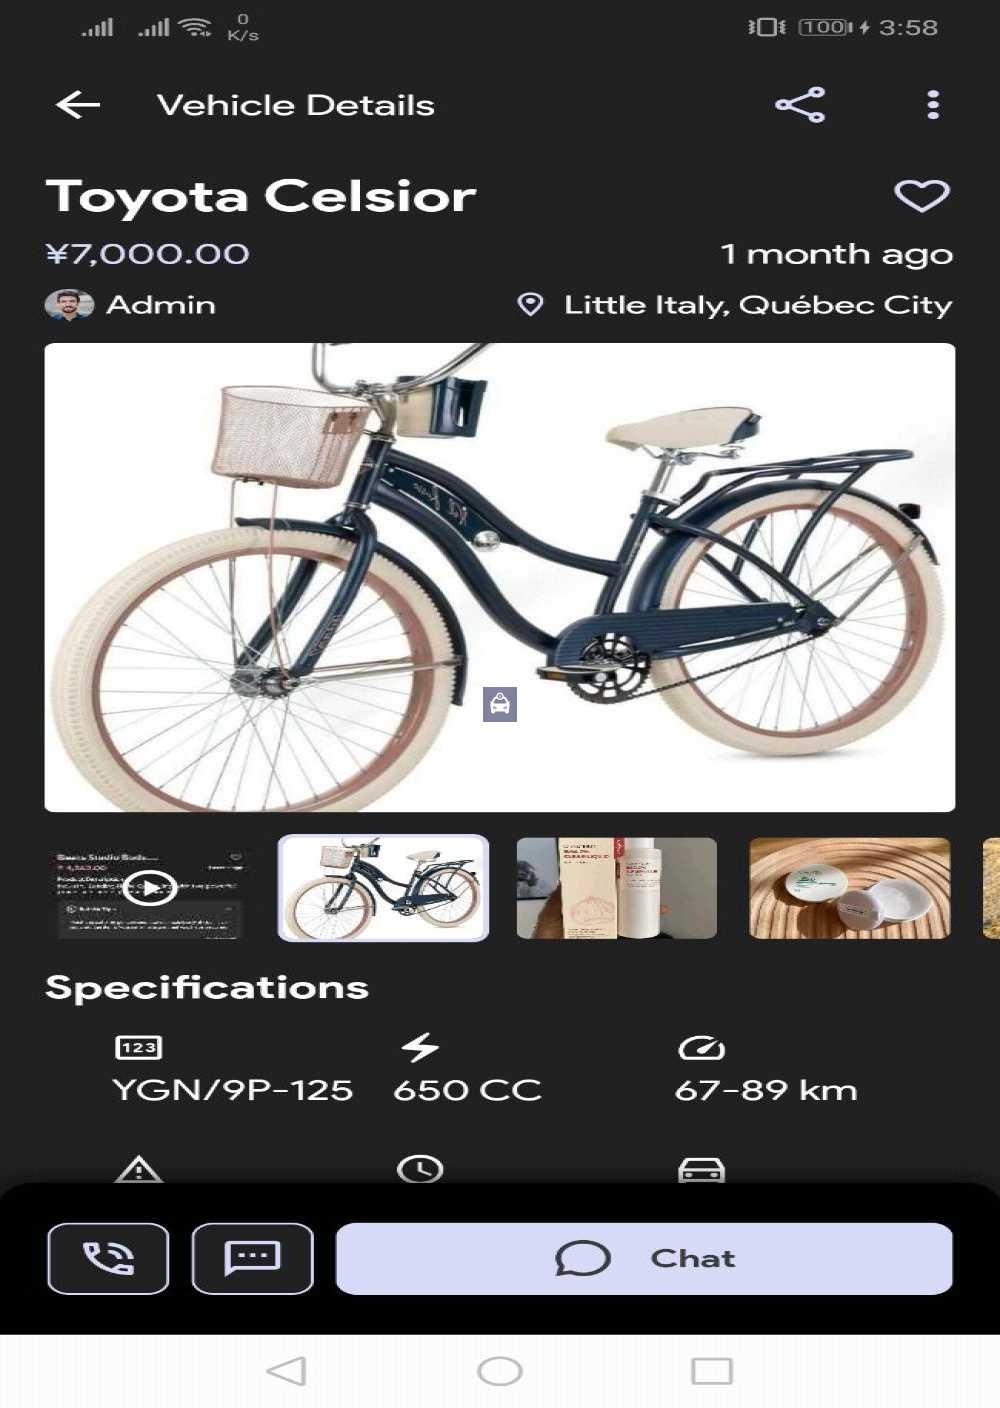 0
K/s
100
3:58
Vehicle Details
Toyota Celsior
¥7,000.00
1 month ago
Admin
Little Italy, Québec City
Specifications
123
YGN/9P-125
650 CC
67-89 km
Chat